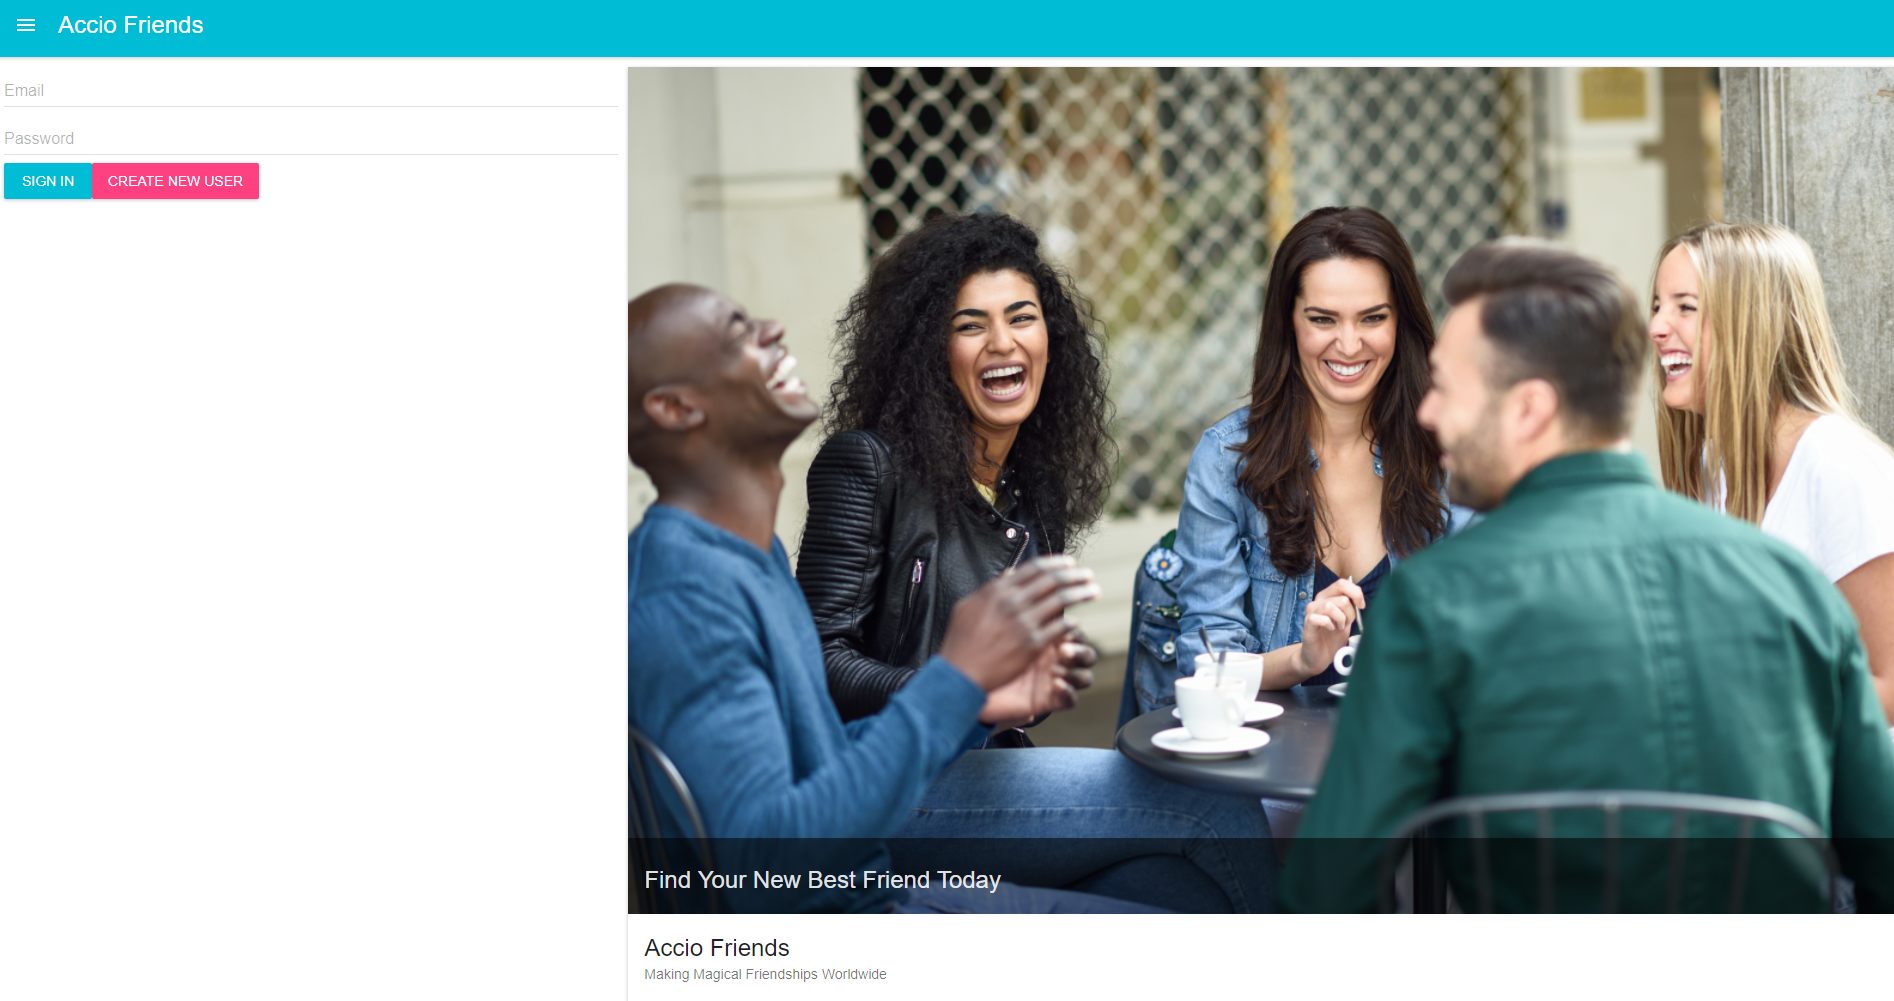 Accio Friends
Email
Password
SIGN IN
CREATE NEW USER
Find Your New Best Friend Today
Accio Friends
Making Magical Friendships Worldwide